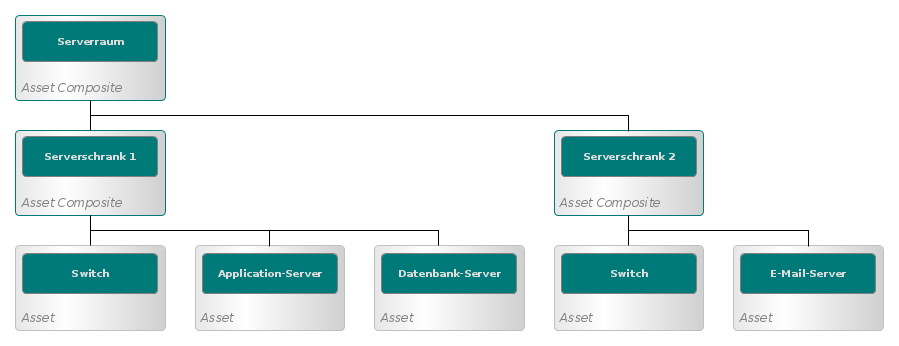 Serverraum
Asset Composite
Serverschrank 1
Asset Composite
Serverschrank 2
Asset Composite
Switch
Asset
Application-Server
Asset
Datenbank-Server
Asset
Switch
Asset
E-Mail-Server
Asset